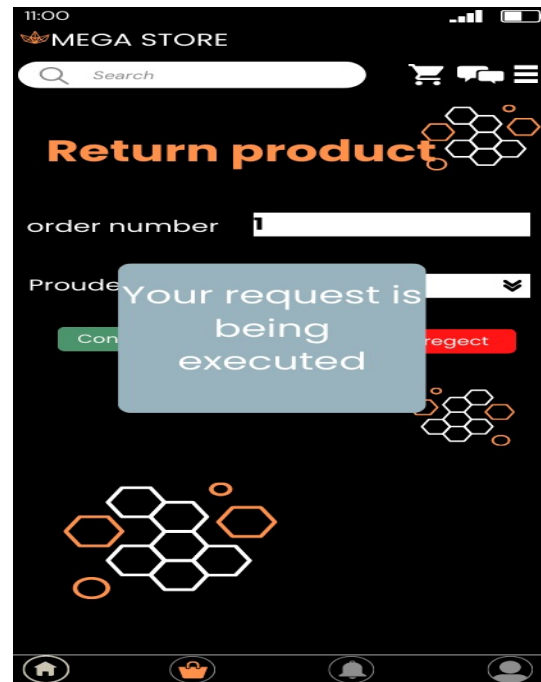 11:00
MEGA STORE
Search
Return product
order number 1
Proude
Your request is
being
executed
Con
regect